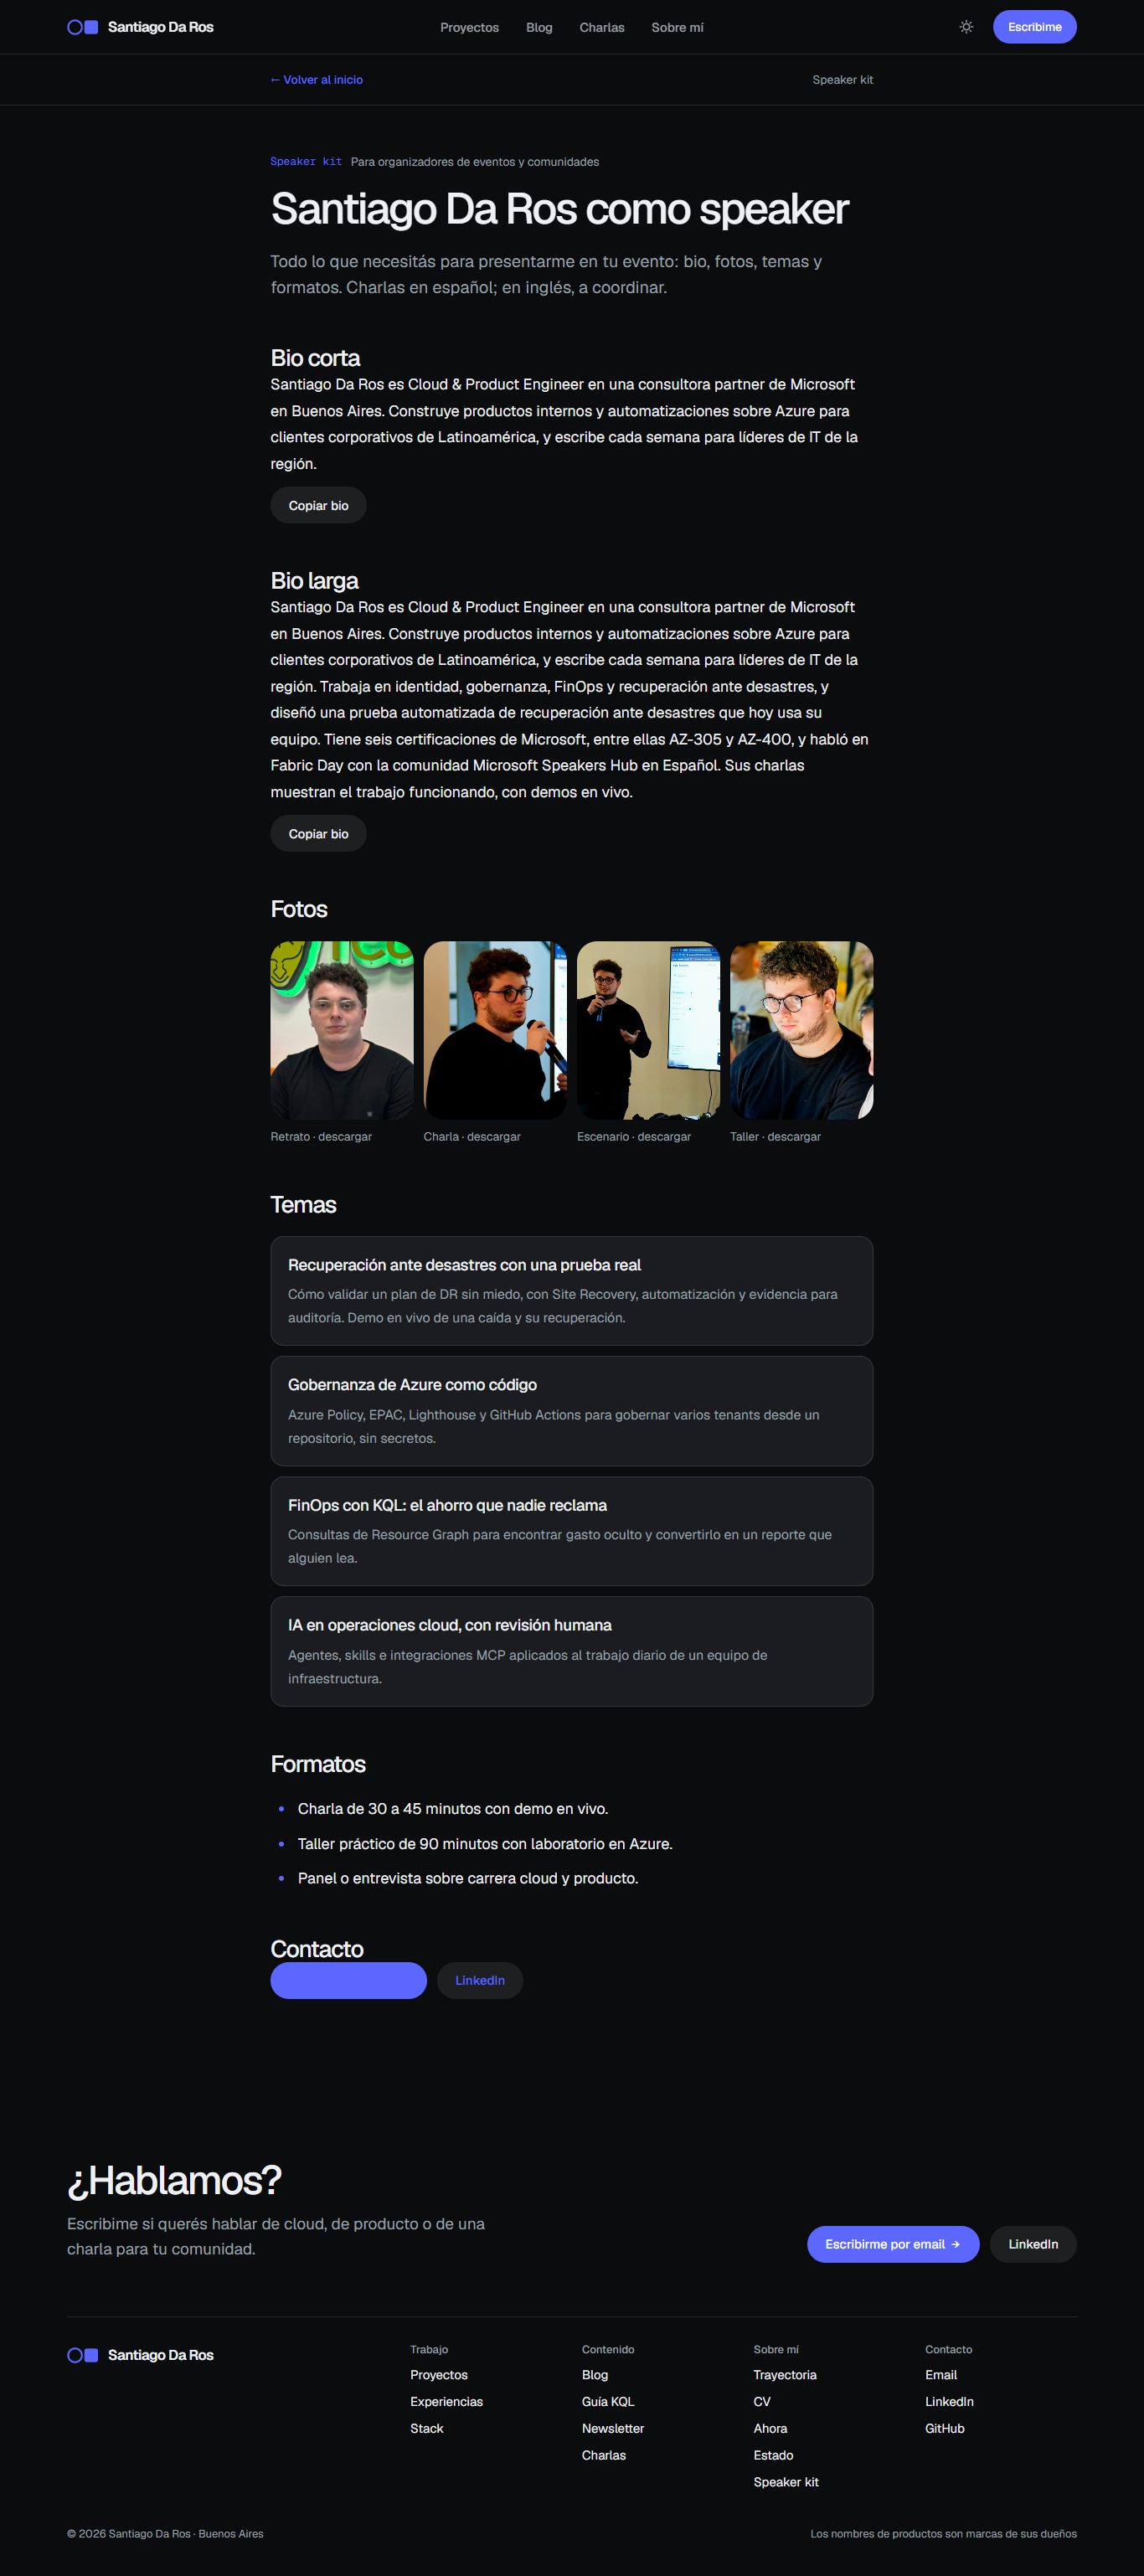 Santiago Da Ros
Proyectos
Blog
Charlas
Sobre mí
Escribime
← Volver al inicio
Speaker kit
Speaker kit Para organizadores de eventos y comunidades
Santiago Da Ros como speaker
Todo lo que necesitás para presentarme en tu evento: bio, fotos, temas y
formatos. Charlas en español; en inglés, a coordinar.
Bio corta
Santiago Da Ros es Cloud & Product Engineer en una consultora partner de Microsoft
en Buenos Aires. Construye productos internos y automatizaciones sobre Azure para
clientes corporativos de Latinoamérica, y escribe cada semana para líderes de IT de la
región.
Copiar bio
Bio larga
Santiago Da Ros es Cloud & Product Engineer en una consultora partner de Microsoft
en Buenos Aires. Construye productos internos y automatizaciones sobre Azure para
clientes corporativos de Latinoamérica, y escribe cada semana para líderes de IT de la
región. Trabaja en identidad, gobernanza, FinOps y recuperación ante desastres, y
diseñó una prueba automatizada de recuperación ante desastres que hoy usa su
equipo. Tiene seis certificaciones de Microsoft, entre ellas AZ-305 y AZ-400, y habló en
Fabric Day con la comunidad Microsoft Speakers Hub en Español. Sus charlas
muestran el trabajo funcionando, con demos en vivo.
Copiar bio
Fotos
Retrato · descargar
Charla · descargar
Escenario · descargar
Taller · descargar
Temas
Recuperación ante desastres con una prueba real
Cómo validar un plan de DR sin miedo, con Site Recovery, automatización y evidencia para
auditoría. Demo en vivo de una caída y su recuperación.
Gobernanza de Azure como código
Azure Policy, EPAC, Lighthouse y GitHub Actions para gobernar varios tenants desde un
repositorio, sin secretos.
FinOps con KQL: el ahorro que nadie reclama
Consultas de Resource Graph para encontrar gasto oculto y convertirlo en un reporte que
alguien lea.
IA en operaciones cloud, con revisión humana
Agentes, skills e integraciones MCP aplicados al trabajo diario de un equipo de
infraestructura.
Formatos
Charla de 30 a 45 minutos con demo en vivo.
Taller práctico de 90 minutos con laboratorio en Azure.
Panel o entrevista sobre carrera cloud y producto.
Contacto
LinkedIn
¿Hablamos?
Escribime si querés hablar de cloud, de producto o de una
charla para tu comunidad.
Escribirme por email →
LinkedIn
Santiago Da Ros
Trabajo
Proyectos
Experiencias
Stack
Contenido
Blog
Guía KQL
Newsletter
Charlas
Sobre mí
Trayectoria
CV
Ahora
Estado
Speaker kit
Contacto
Email
LinkedIn
GitHub
© 2026 Santiago Da Ros · Buenos Aires
Los nombres de productos son marcas de sus dueños